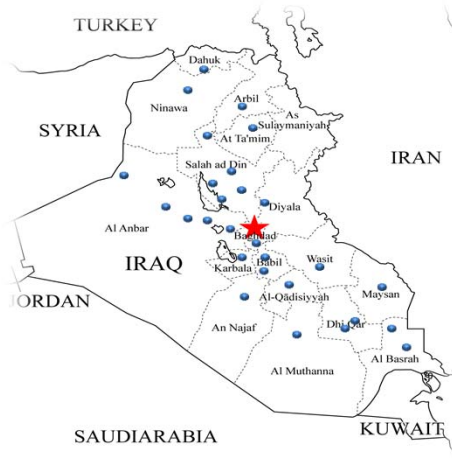 TURKEY
Dahuk
Ninawa
Arbil
As
Sulaymaniyah
SYRIA
At Ta'mim
IRAN
Salah ad Din
Diyala
Al Anbar
Baghdad
IRAQ
Wasit
Karbala
Babil
JORDAN
Al-Qādisiyyah
Maysan
An Najaf
Dhi Qar
Al Basrah
Al Muthanna
KUWAIT
SAUDIARABIA